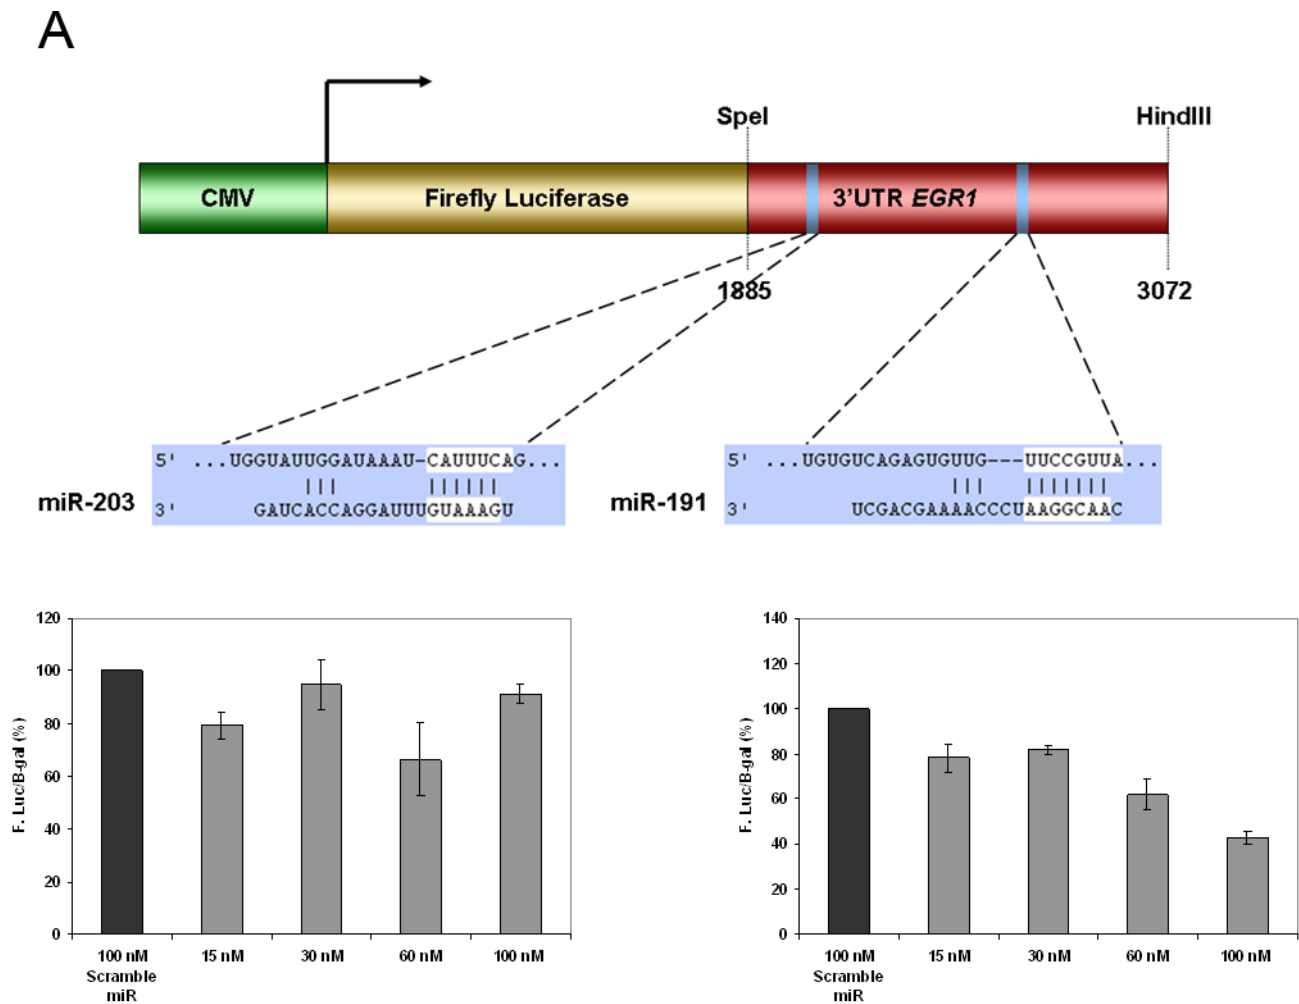 A
SpeI
HindIII
CMV
Firefly Luciferase
3'UTR EGR1
1885
3072
5' ...UGGUAUUGGAUAAAU-CAUUUCAG...
miR-203
3' GAUCACCAGGAUUUGUAAAGU
5' ...UGUGUCAGAGUGUUG---UUCCGUUA...
miR-191
3' UCGACGAAAACCCUAAGGCAAC
F. Luc/B-gal (%)
120
100
80
60
40
20
0
100 nM Scramble miR
15 nM
30 nM
60 nM
100 nM
F. Luc/B-gal (%)
140
120
100
80
60
40
20
0
100 nM Scramble miR
15 nM
30 nM
60 nM
100 nM